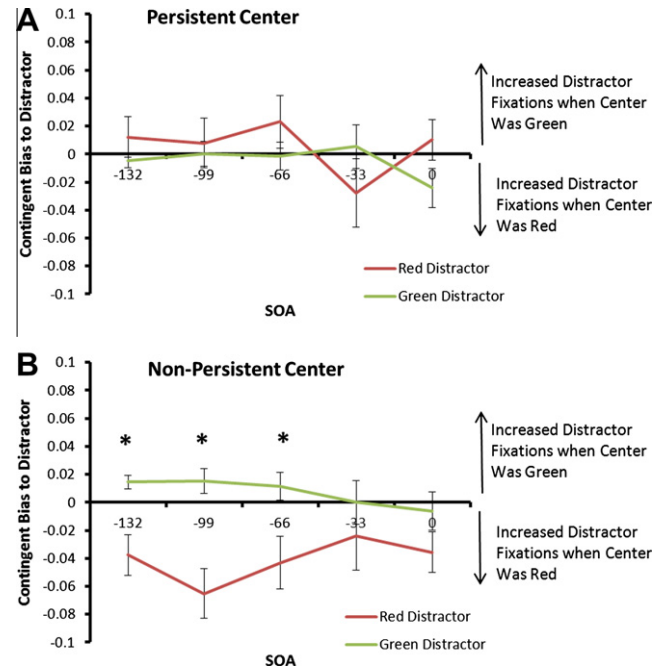 A
Persistent Center
Contingent Bias to Distractor
0.1
0.08
0.06
0.04
0.02
0
-0.02
-0.04
-0.06
-0.08
-0.1
-132
-99
-66
-33
0
SOA
Red Distractor
Green Distractor
Increased Distractor
Fixations when Center
Was Green
Increased Distractor
Fixations when Center
Was Red
B
Non-Persistent Center
Contingent Bias to Distractor
0.1
0.08
0.06
0.04
0.02
0
-0.02
-0.04
-0.06
-0.08
-0.1
* * *
-132
-99
-66
-33
0
SOA
Red Distractor
Green Distractor
Increased Distractor
Fixations when Center
Was Green
Increased Distractor
Fixations when Center
Was Red